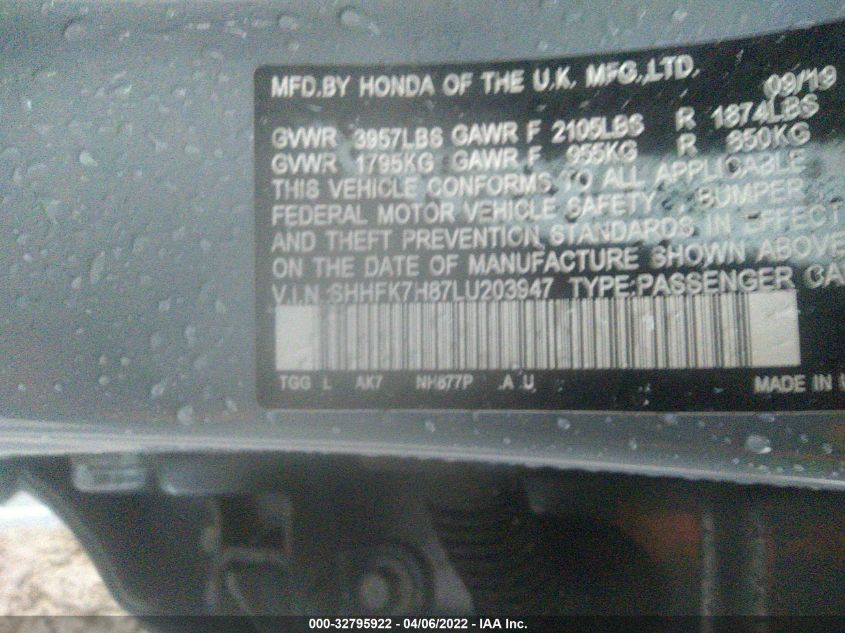 MFD.BY HONDA OF THE U.K. MFG.,LTD. 09/19
GVWR 3957LBS GAWR F 2105LBS R 1874LBS
GVWR 1795KG GAWR F 955KG R 850KG
THIS VEHICLE CONFORMS TO ALL APPLICABLE
FEDERAL MOTOR VEHICLE SAFETY, BUMPER
AND THEFT PREVENTION STANDARDS IN EFFECT
ON THE DATE OF MANUFACTURE SHOWN ABOVE
V.I.N.:SHHFK7H87LU203947 TYPE:PASSENGER CA
TGG L AK7 NH877P A U MADE IN
000-32795922 - 04/06/2022 - IAA Inc.